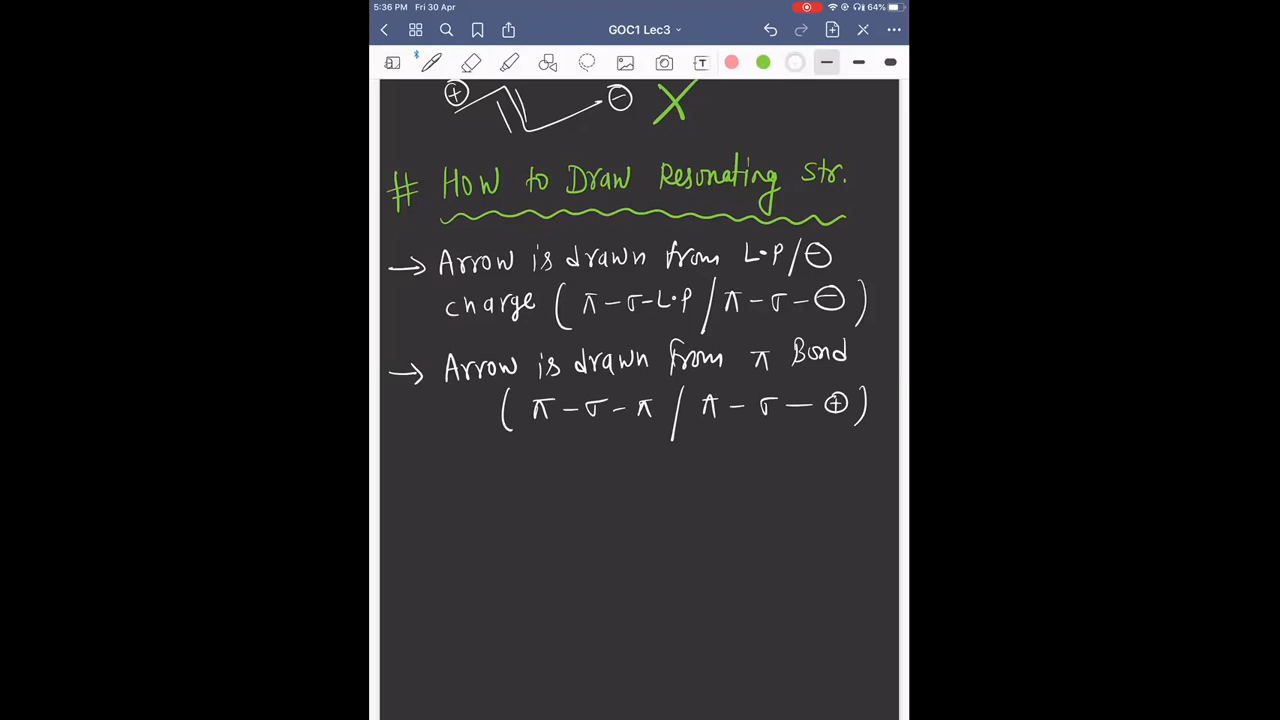 5:36 PM Fri 30 Apr 64%
GOC1 Lec3
T
+ − X
# How to Draw Resonating Str.
→ Arrow is drawn from L.P/⊖
charge (π-σ-L.P/π-σ-⊖)
→ Arrow is drawn from π Bond
(π-σ-π/π-σ-⊕)